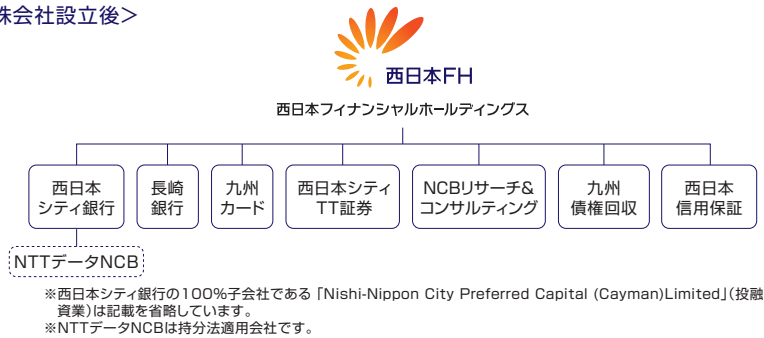 株会社設立後>
西日本FH
西日本フィナンシャルホールディングス
西日本
シティ銀行
長崎
銀行
九州
カード
西日本シティ
TT証券
NCBリサーチ&
コンサルティング
九州
債権回収
西日本
信用保証
NTTデータNCB
※西日本シティ銀行の100%子会社である「Nishi-Nippon City Preferred Capital (Cayman)Limited」(投融
資業)は記載を省略しています。
※NTTデータNCBは持分法適用会社です。